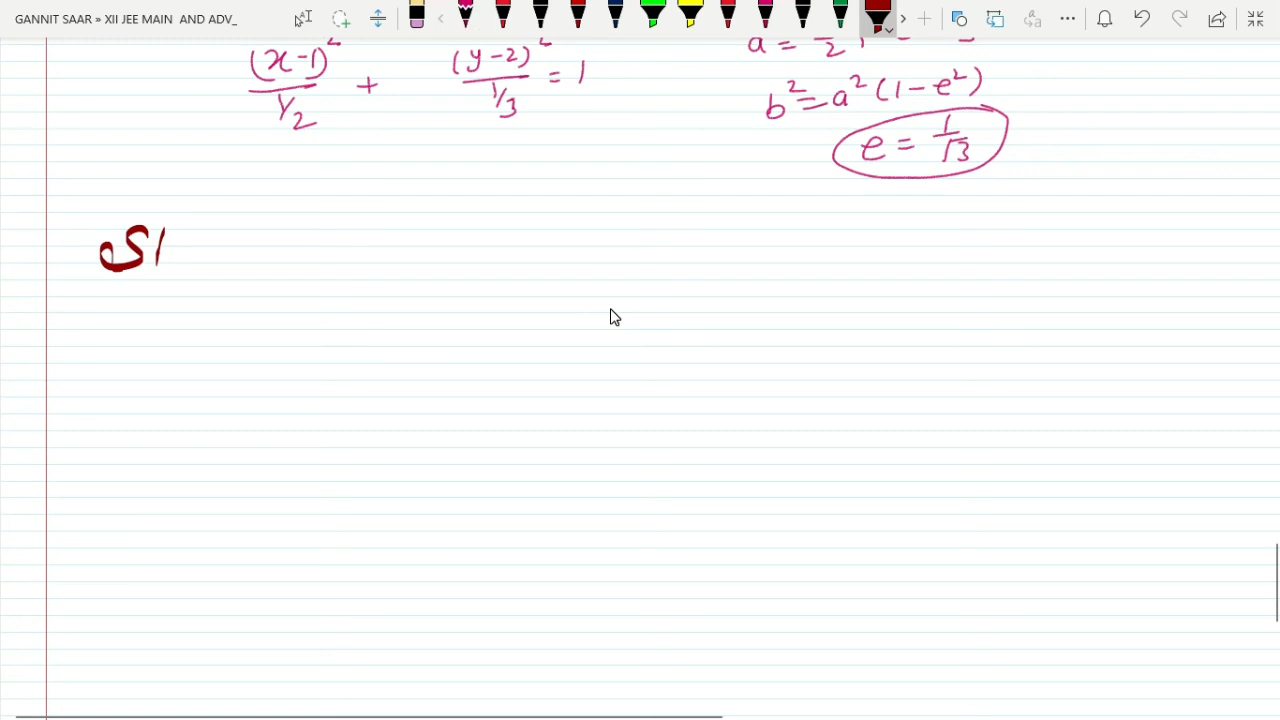 GANNIT SAAR » XII JEE MAIN AND ADV_
(x-1)² / 1/2 + (y-2)² / 1/3 = 1
b² = a² (1 - e²)
e = 1/√3
SI